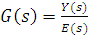 G(s) = Y(s)/E(s)